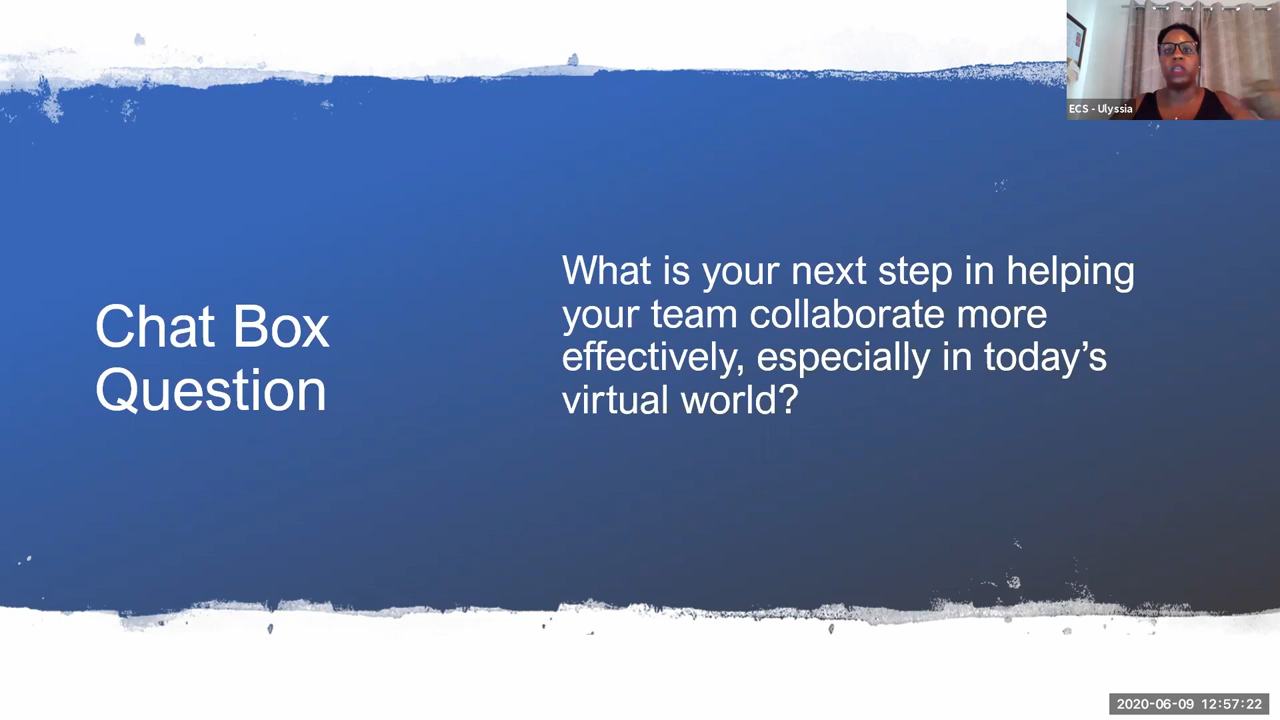 ECS - Ulyssia
Chat Box
Question
What is your next step in helping
your team collaborate more
effectively, especially in today’s
virtual world?
2020-06-09 12:57:22